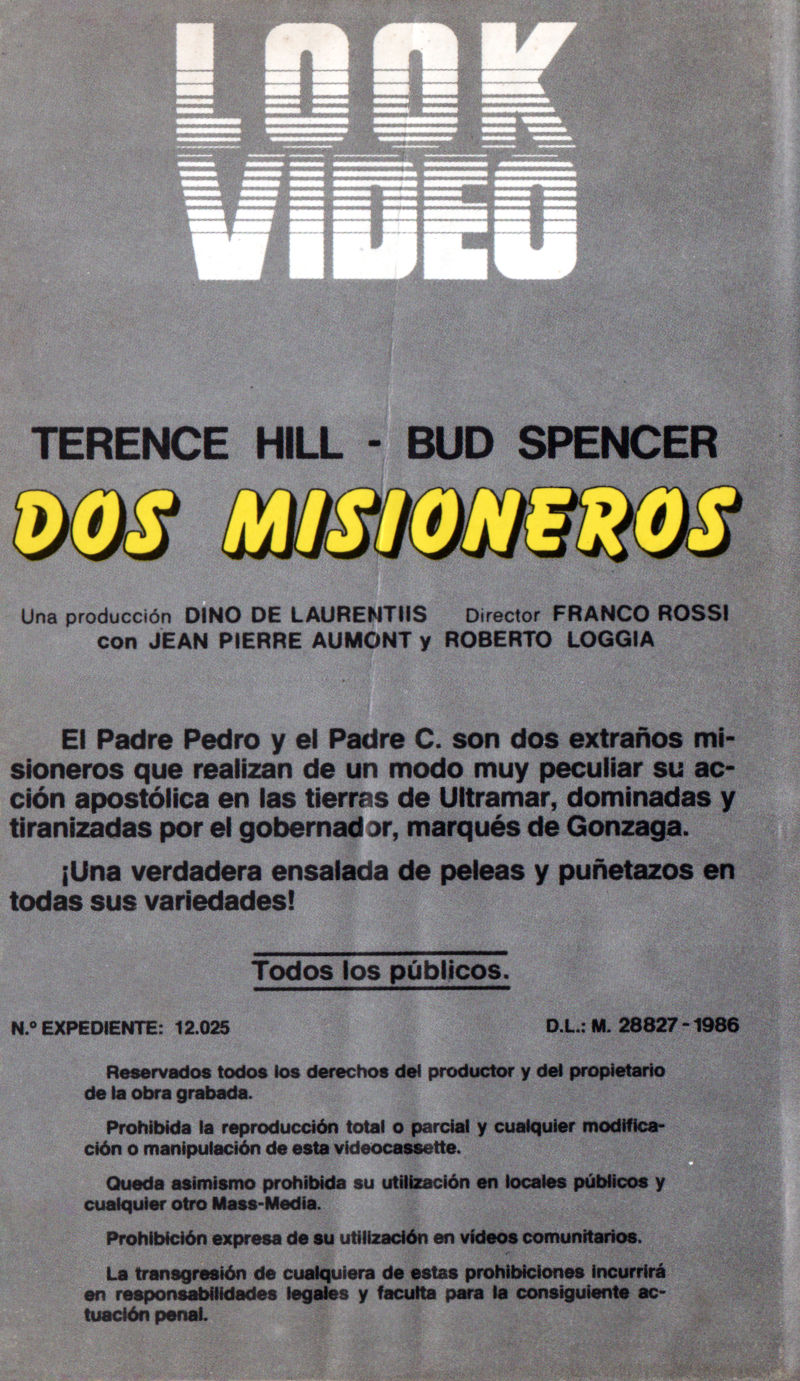 LOOK
VIDEO
TERENCE HILL - BUD SPENCER
DOS MISIONEROS
Una producción DINO DE LAURENTIIS Director FRANCO ROSSI
con JEAN PIERRE AUMONT y ROBERTO LOGGIA
El Padre Pedro y el Padre C. son dos extraños mi-
sioneros que realizan de un modo muy peculiar su ac-
ción apostólica en las tierras de Ultramar, dominadas y
tiranizadas por el gobernador, marqués de Gonzaga.
¡Una verdadera ensalada de peleas y puñetazos en
todas sus variedades!
Todos los públicos.
N.º EXPEDIENTE: 12.025 D.L.: M. 28827-1986
Reservados todos los derechos del productor y del propietario
de la obra grabada.
Prohibida la reproducción total o parcial y cualquier modifica-
ción o manipulación de esta videocassette.
Queda asimismo prohibida su utilización en locales públicos y
cualquier otro Mass-Media.
Prohibición expresa de su utilización en vídeos comunitarios.
La transgresión de cualquiera de estas prohibiciones incurrirá
en responsabilidades legales y faculta para la consiguiente ac-
tuación penal.